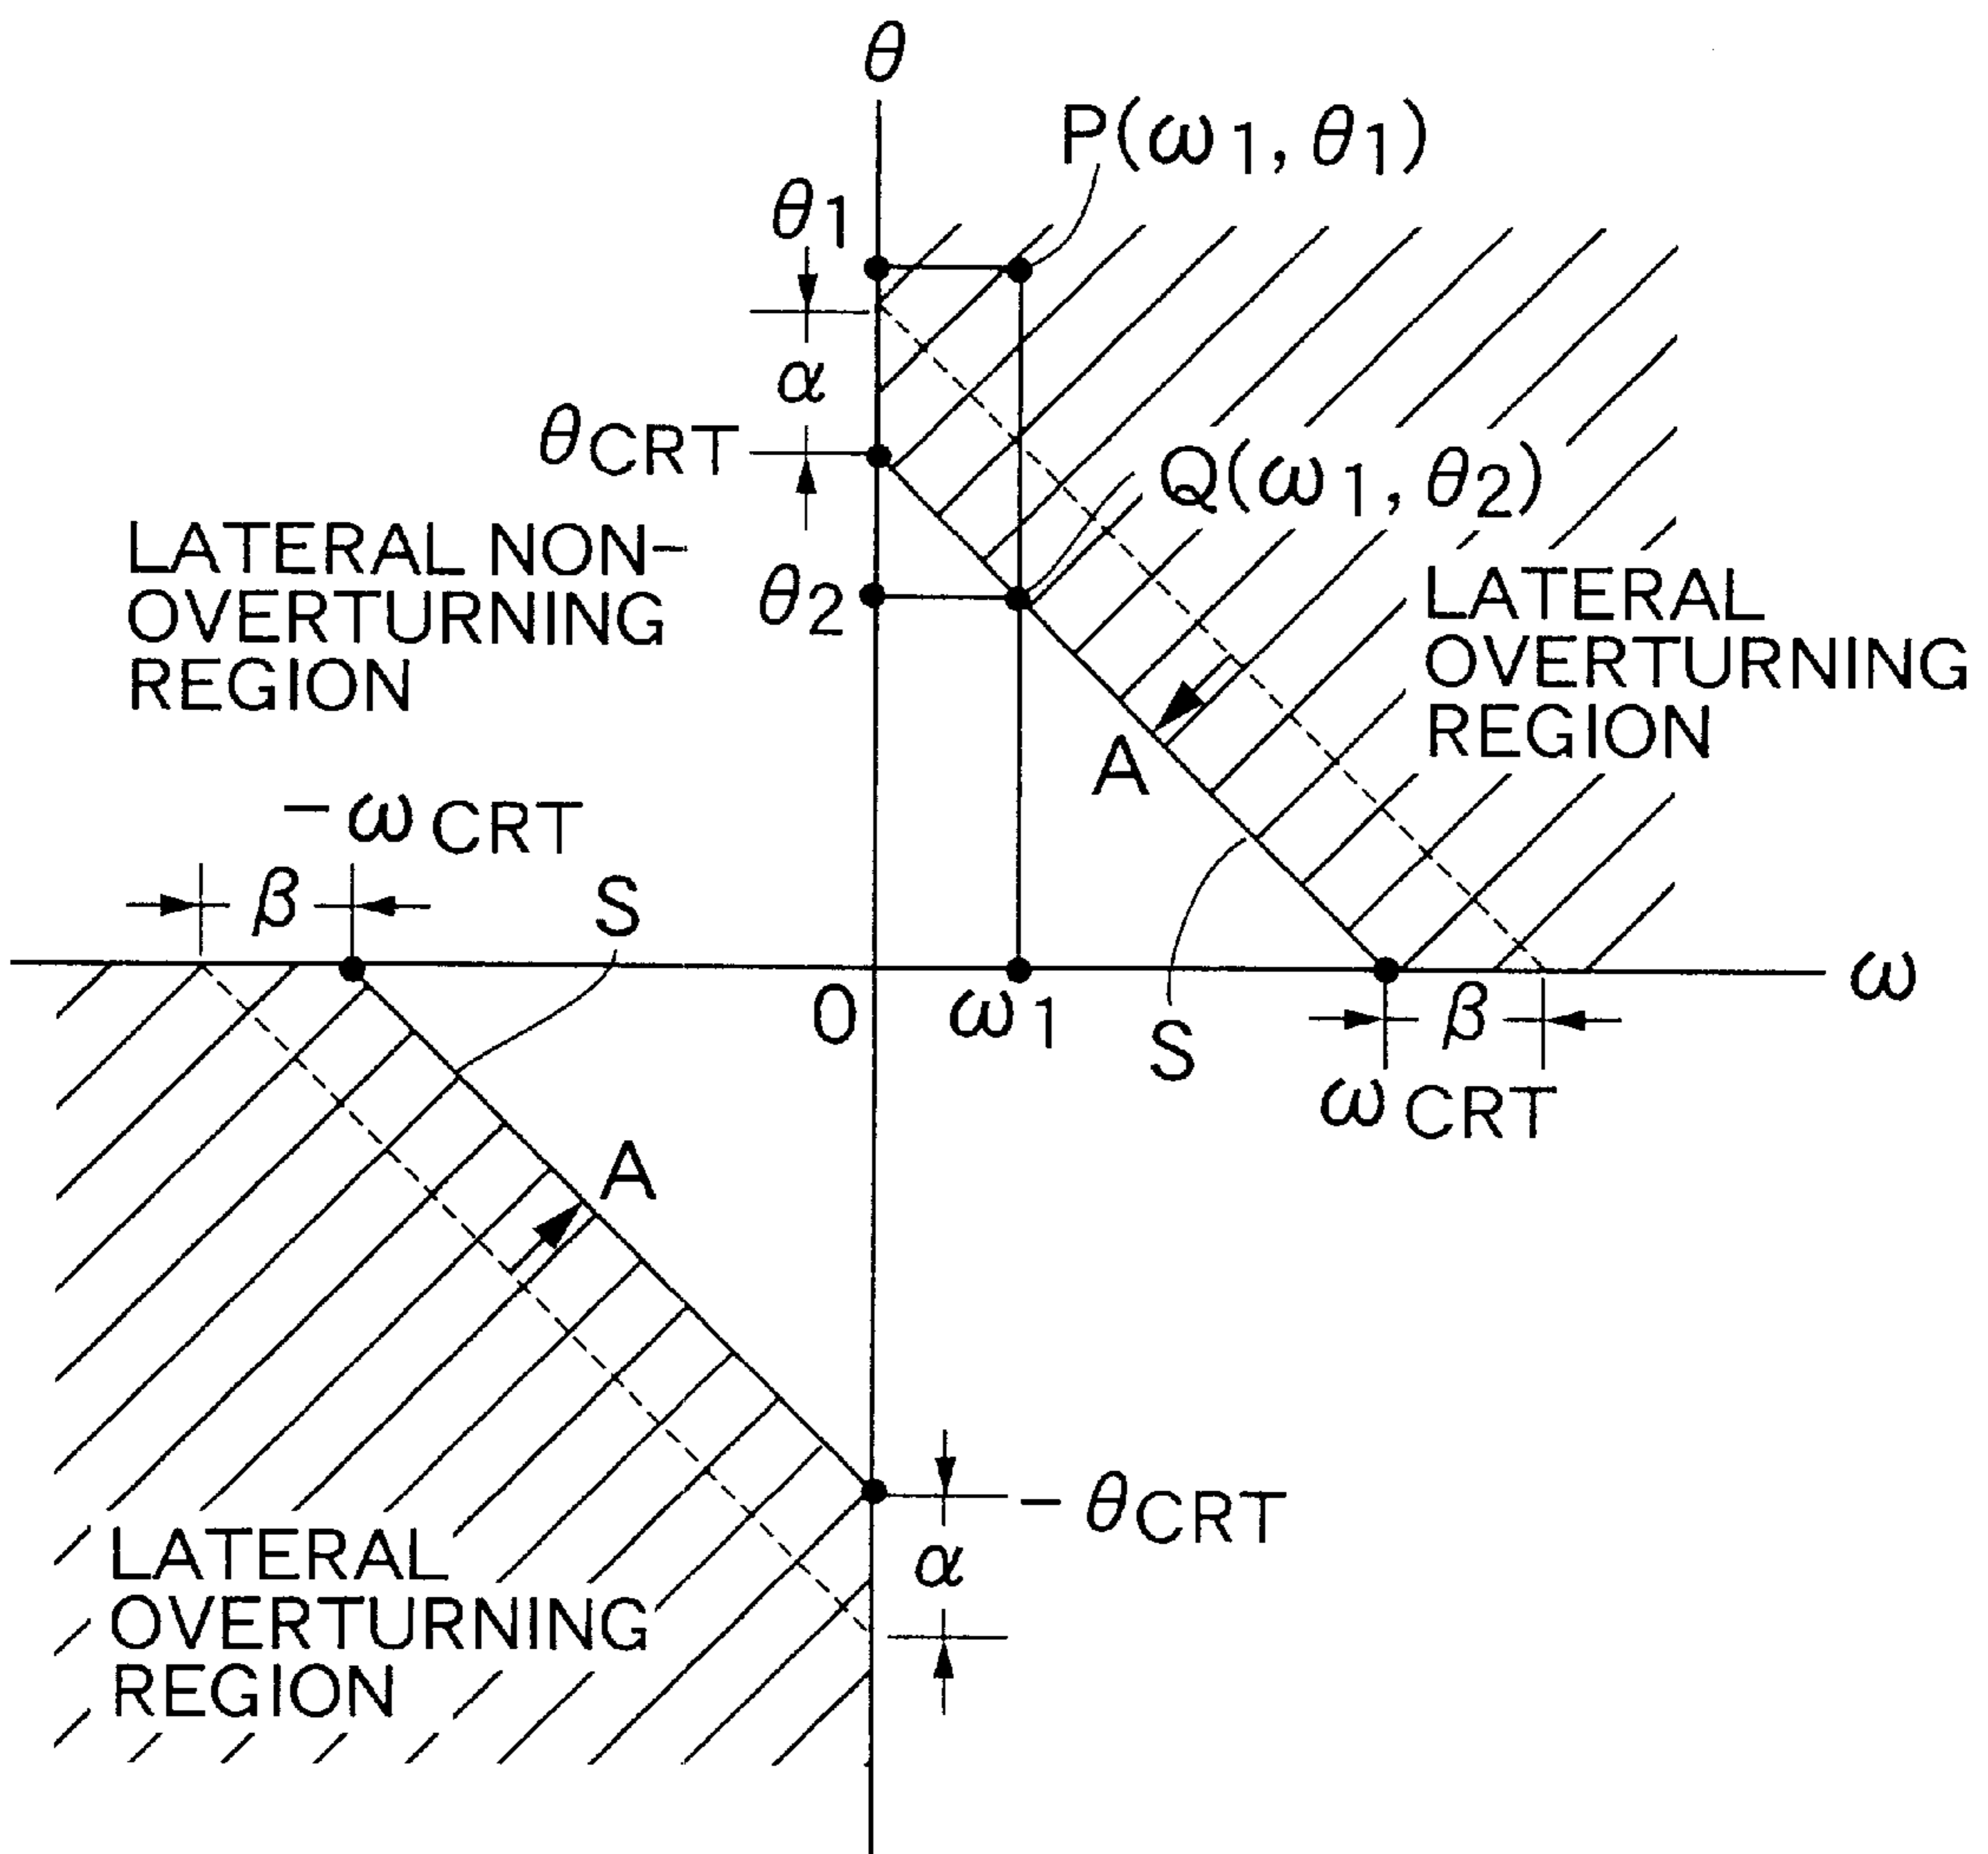 θ
P(ω1, θ1)
θ1
α
θCRT
Q(ω1, θ2)
LATERAL NON-
OVERTURNING
REGION
θ2
LATERAL
OVERTURNING
REGION
A
-ωCRT
β
S
ω
0
ω1
S
β
ωCRT
A
-θCRT
α
LATERAL
OVERTURNING
REGION